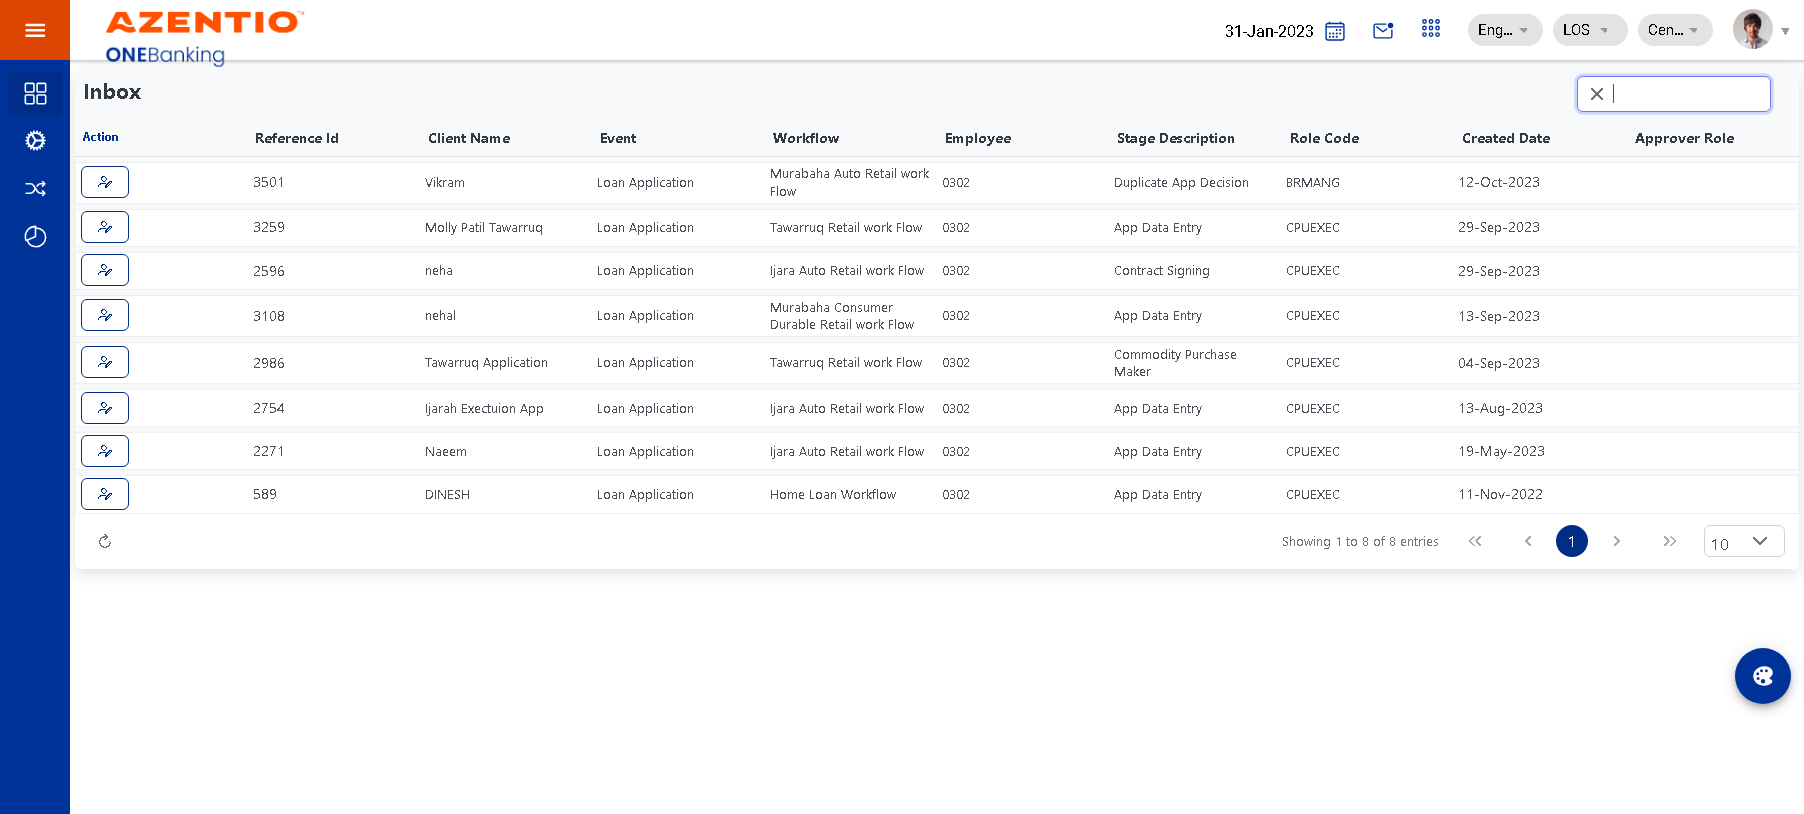 AZENTIO™
ONEBanking
31-Jan-2023
Eng...
LOS
Cen...
Inbox
Action Reference Id Client Name Event Workflow Employee Stage Description Role Code Created Date Approver Role
3501 Vikram Loan Application Murabaha Auto Retail work Flow 0302 Duplicate App Decision BRMANG 12-Oct-2023
3259 Molly Patil Tawarruq Loan Application Tawarruq Retail work Flow 0302 App Data Entry CPUEXEC 29-Sep-2023
2596 neha Loan Application Ijara Auto Retail work Flow 0302 Contract Signing CPUEXEC 29-Sep-2023
3108 nehal Loan Application Murabaha Consumer Durable Retail work Flow 0302 App Data Entry CPUEXEC 13-Sep-2023
2986 Tawarruq Application Loan Application Tawarruq Retail work Flow 0302 Commodity Purchase Maker CPUEXEC 04-Sep-2023
2754 Ijarah Exectuion App Loan Application Ijara Auto Retail work Flow 0302 App Data Entry CPUEXEC 13-Aug-2023
2271 Naeem Loan Application Ijara Auto Retail work Flow 0302 App Data Entry CPUEXEC 19-May-2023
589 DINESH Loan Application Home Loan Workflow 0302 App Data Entry CPUEXEC 11-Nov-2022
Showing 1 to 8 of 8 entries
1
10